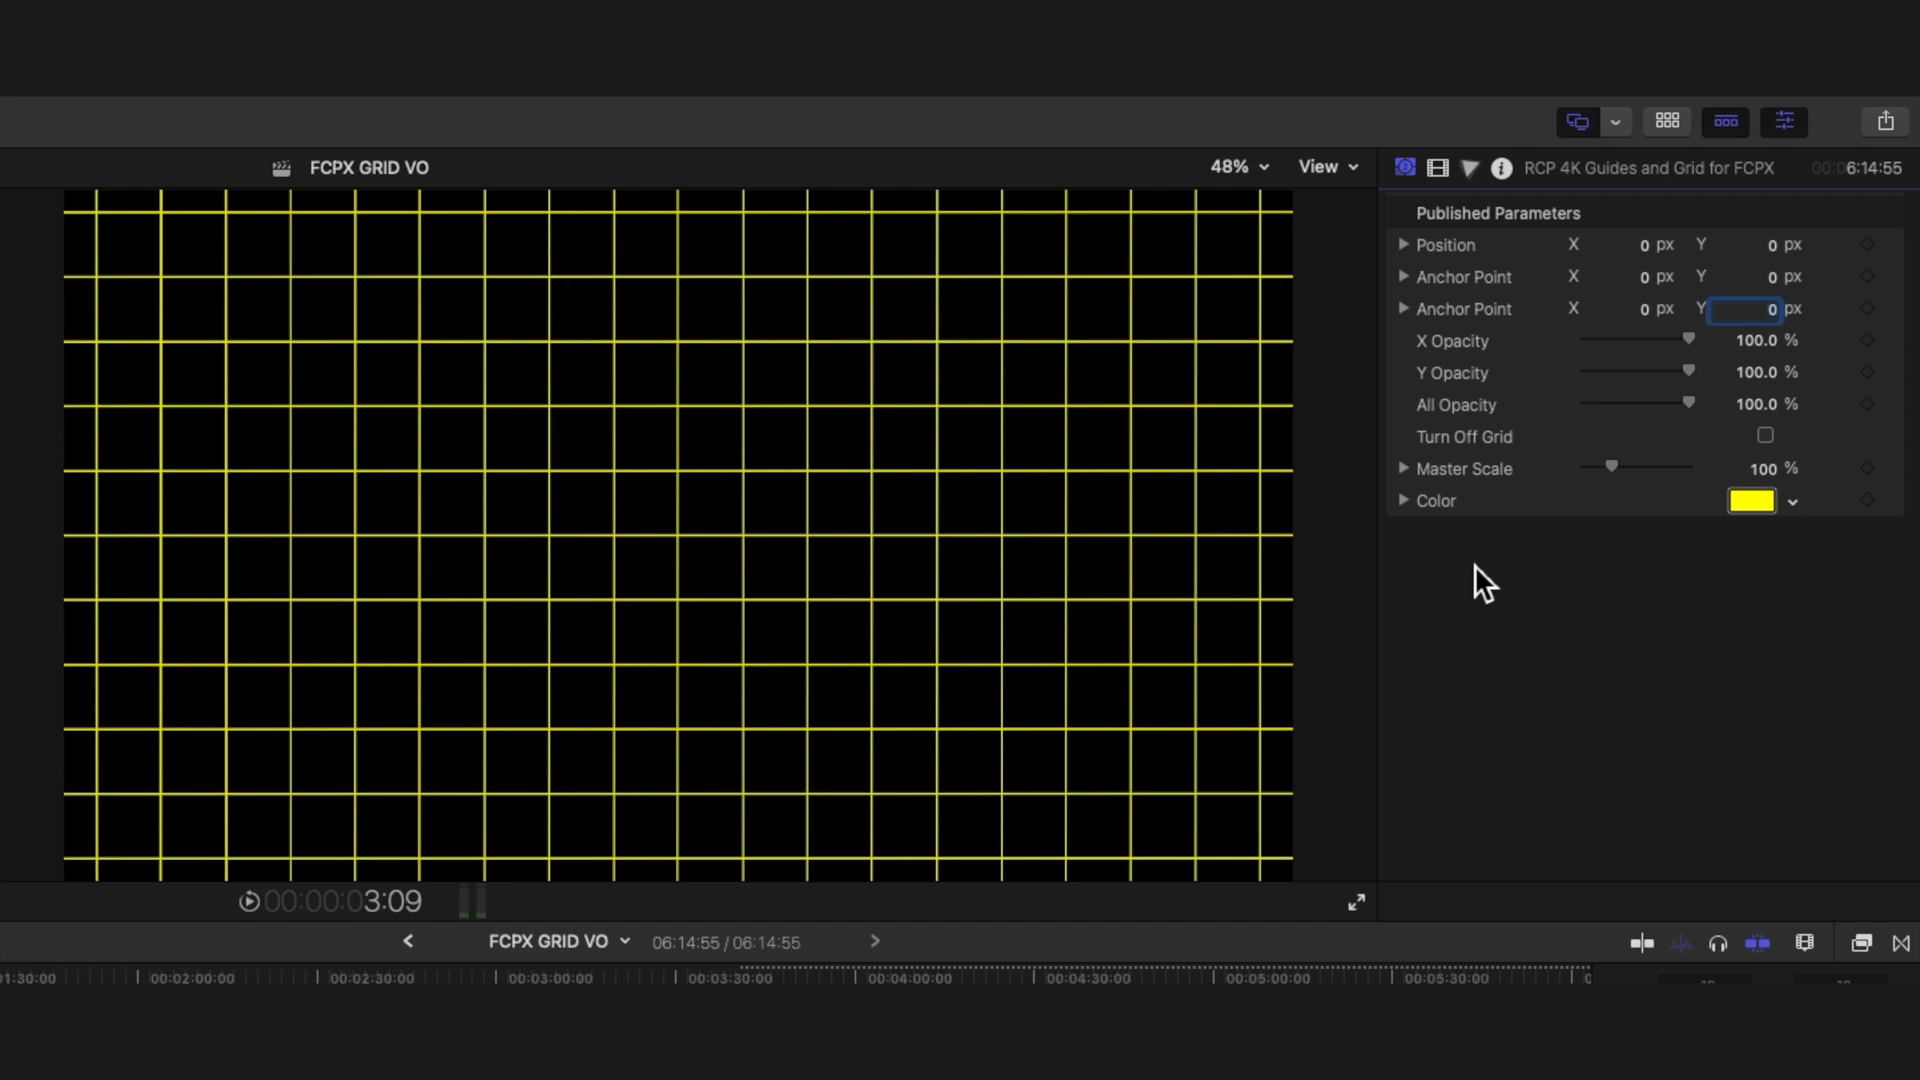 FCPX GRID VO
48%
View
RCP 4K Guides and Grid for FCPX
00:06:14:55
Published Parameters
Position X 0 px Y 0 px
Anchor Point X 0 px Y 0 px
Anchor Point X 0 px Y 0 px
X Opacity 100.0 %
Y Opacity 100.0 %
All Opacity 100.0 %
Turn Off Grid
Master Scale 100 %
Color
00:00:03:09
FCPX GRID VO
06:14:55 / 06:14:55
01:30:00 00:02:00:00 00:02:30:00 00:03:00:00 00:03:30:00 00:04:00:00 00:04:30:00 00:05:00:00 00:05:30:00